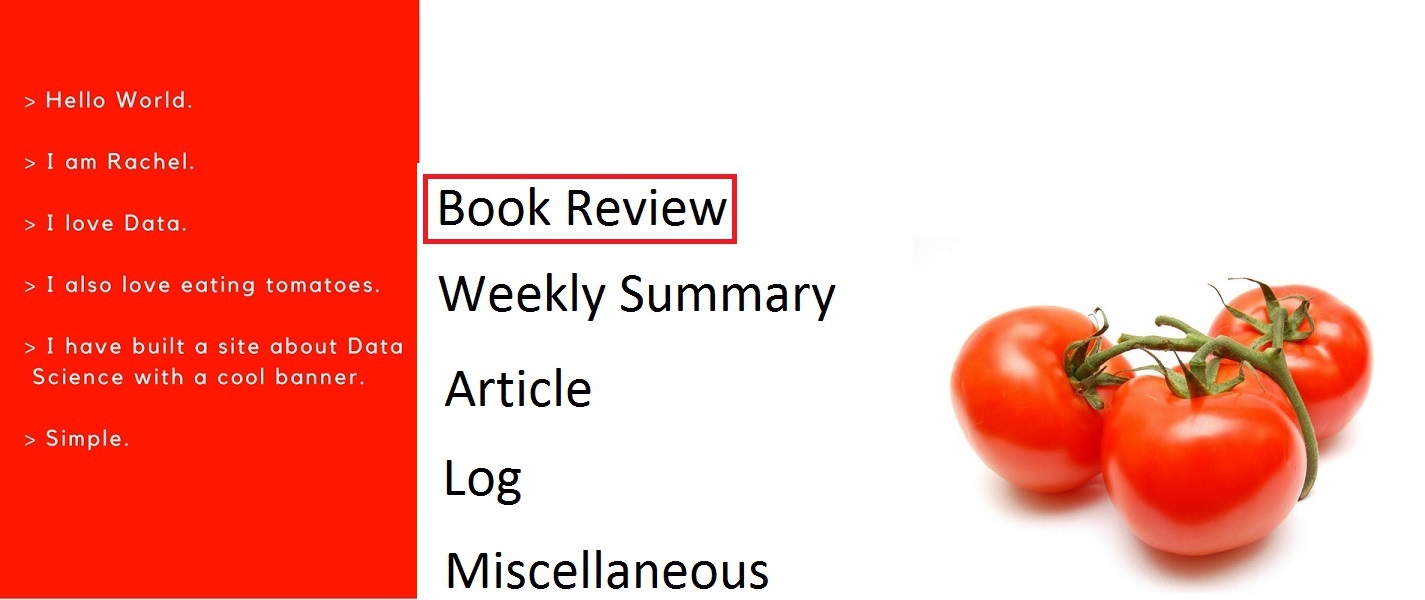 > Hello World.
> I am Rachel.
> I love Data.
> I also love eating tomatoes.
> I have built a site about Data
Science with a cool banner.
> Simple.
Book Review
Weekly Summary
Article
Log
Miscellaneous